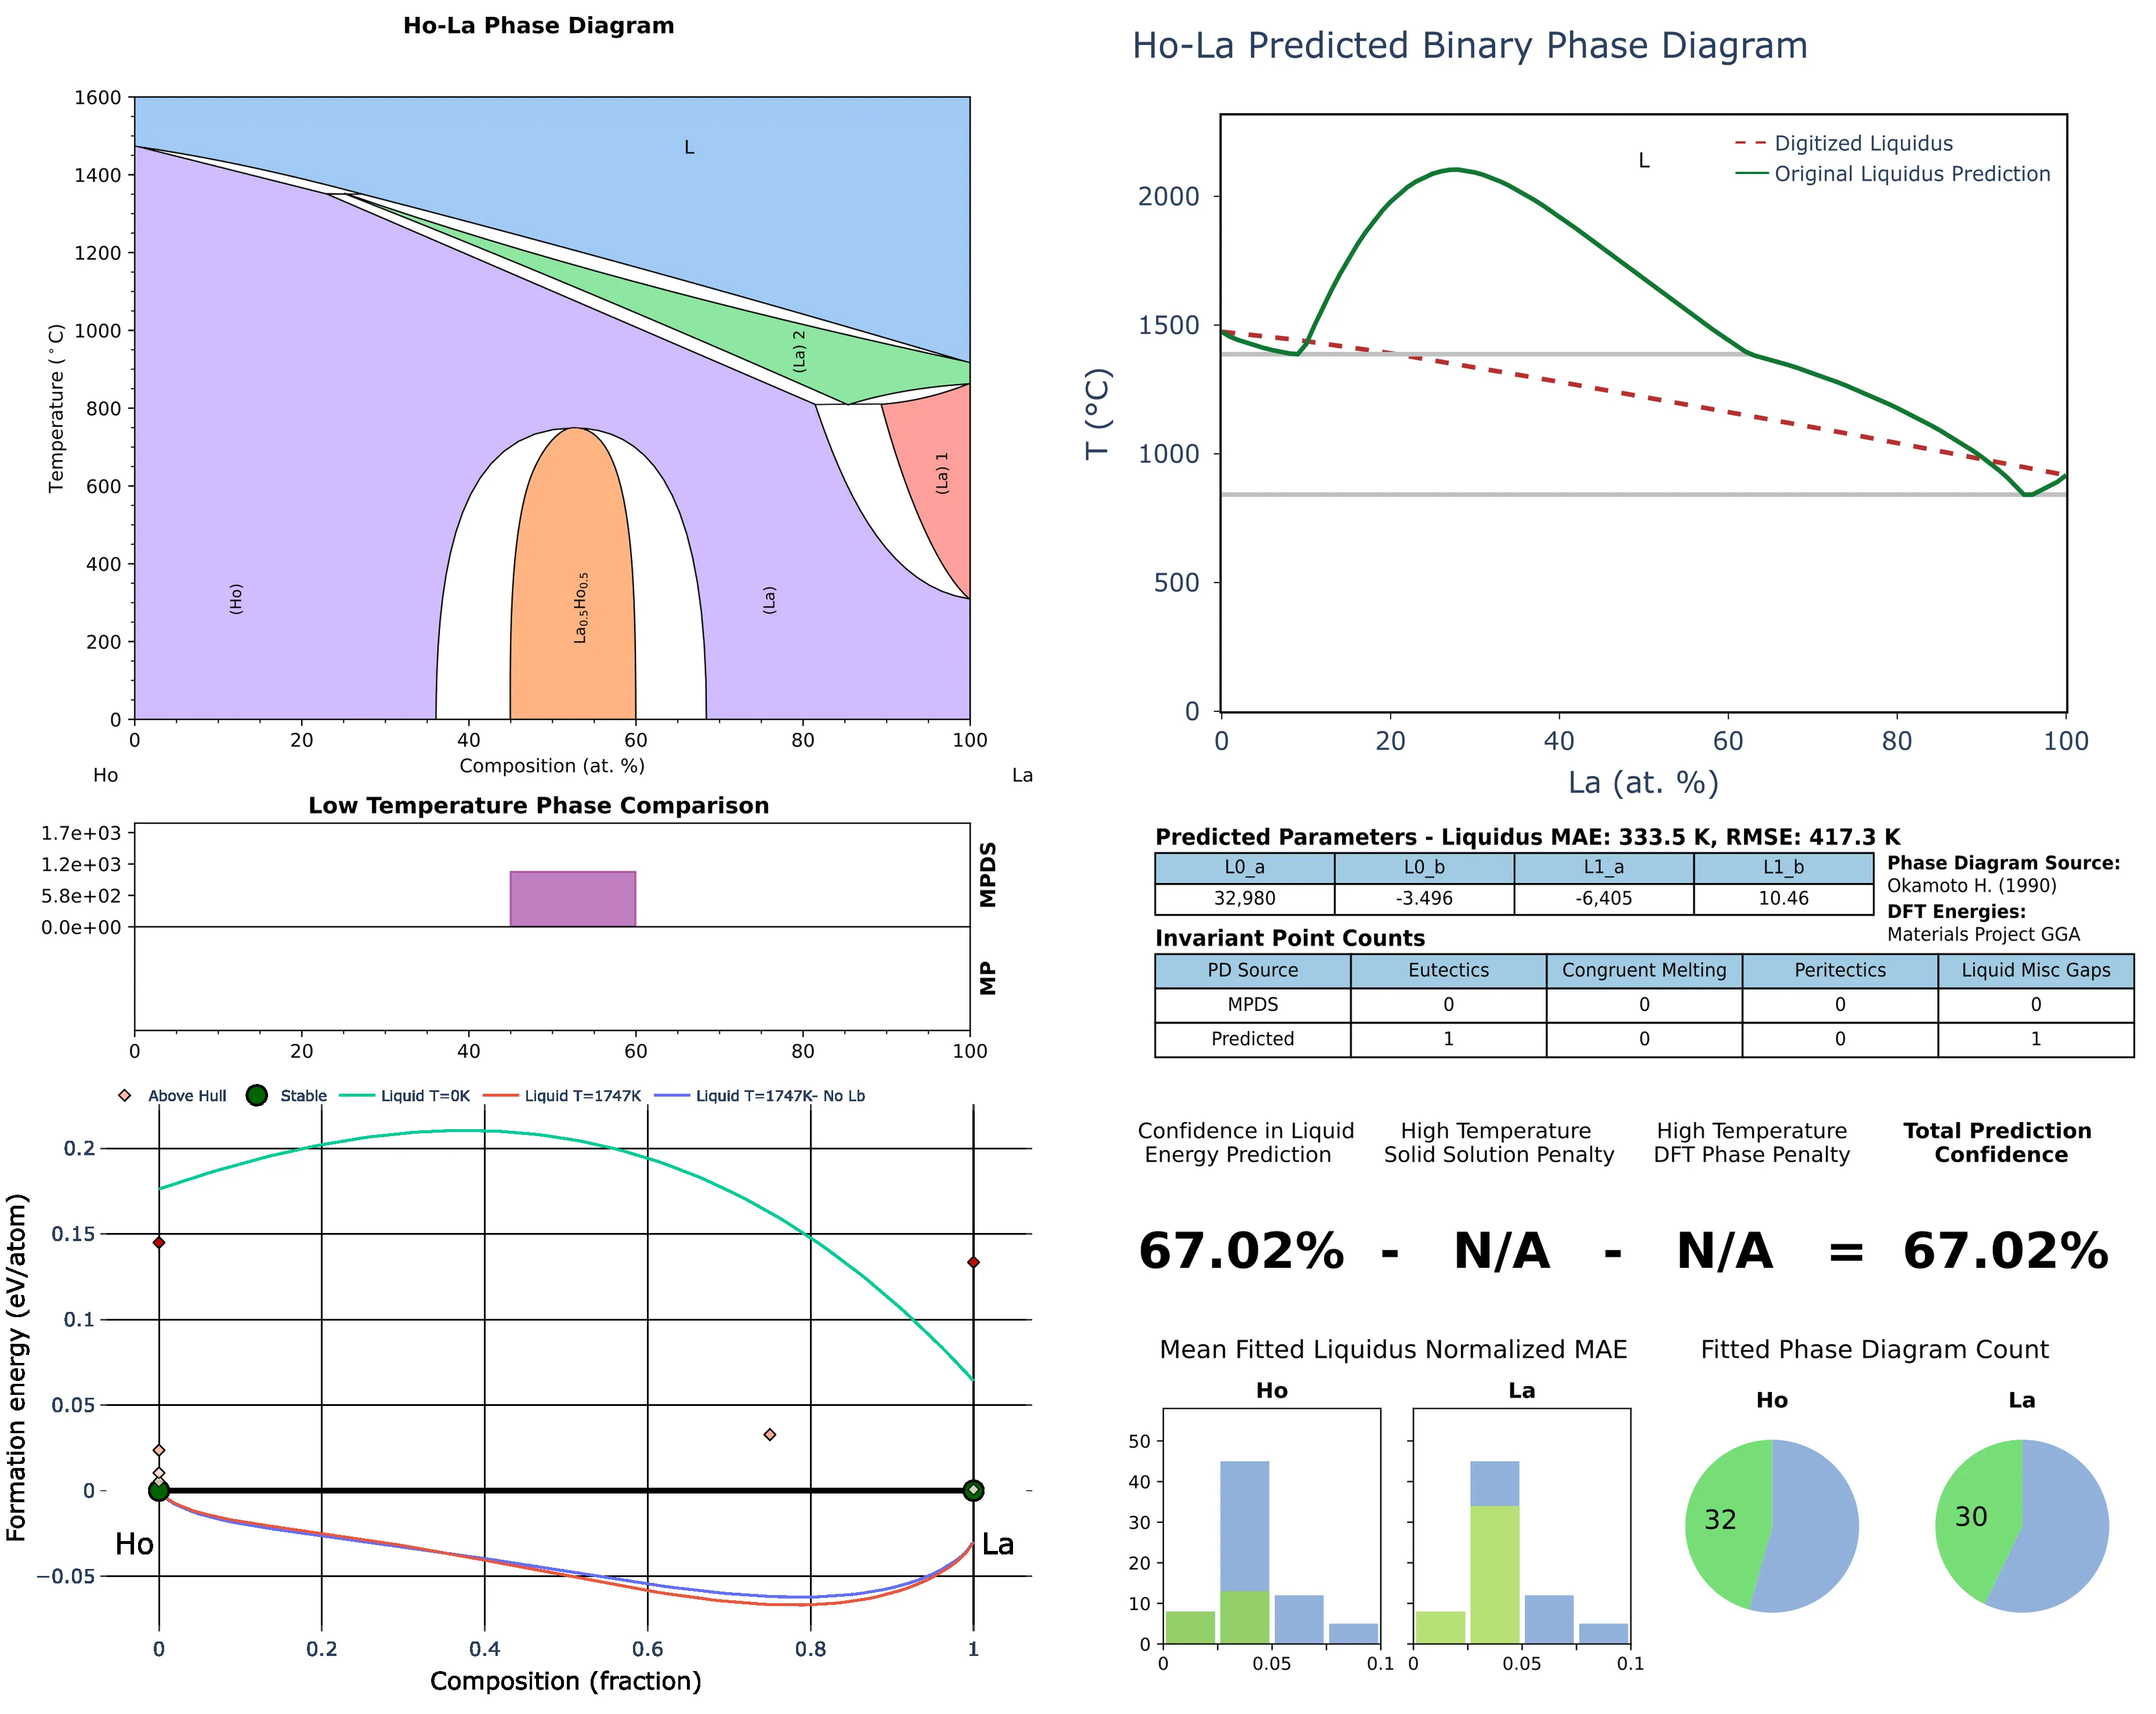 Ho-La Phase Diagram
1600
1400
1200
1000
800
600
400
200
0
Temperature (°C)
L
(La) 2
(La) 1
(Ho)
La0.5Ho0.5
(La)
0 20 40 60 80 100
Composition (at. %)
Ho La
Ho-La Predicted Binary Phase Diagram
Digitized Liquidus
Original Liquidus Prediction
L
2000
1500
1000
500
0
T (°C)
0 20 40 60 80 100
La (at. %)
Low Temperature Phase Comparison
1.7e+03
1.2e+03
5.8e+02
0.0e+00
MPDS
MP
0 20 40 60 80 100
Predicted Parameters - Liquidus MAE: 333.5 K, RMSE: 417.3 K
L0_a L0_b L1_a L1_b
32,980 -3.496 -6,405 10.46
Phase Diagram Source:
Okamoto H. (1990)
DFT Energies:
Materials Project GGA
Invariant Point Counts
PD Source Eutectics Congruent Melting Peritectics Liquid Misc Gaps
MPDS 0 0 0 0
Predicted 1 0 0 1
Above Hull Stable Liquid T=0K Liquid T=1747K Liquid T=1747K- No Lb
0.2
0.15
0.1
0.05
0
−0.05
Formation energy (eV/atom)
Ho La
0 0.2 0.4 0.6 0.8 1
Composition (fraction)
Confidence in Liquid
Energy Prediction
High Temperature
Solid Solution Penalty
High Temperature
DFT Phase Penalty
Total Prediction
Confidence
67.02% - N/A - N/A = 67.02%
Mean Fitted Liquidus Normalized MAE
Ho La
50
40
30
20
10
0
0 0.05 0.1 0 0.05 0.1
Fitted Phase Diagram Count
Ho La
32 30